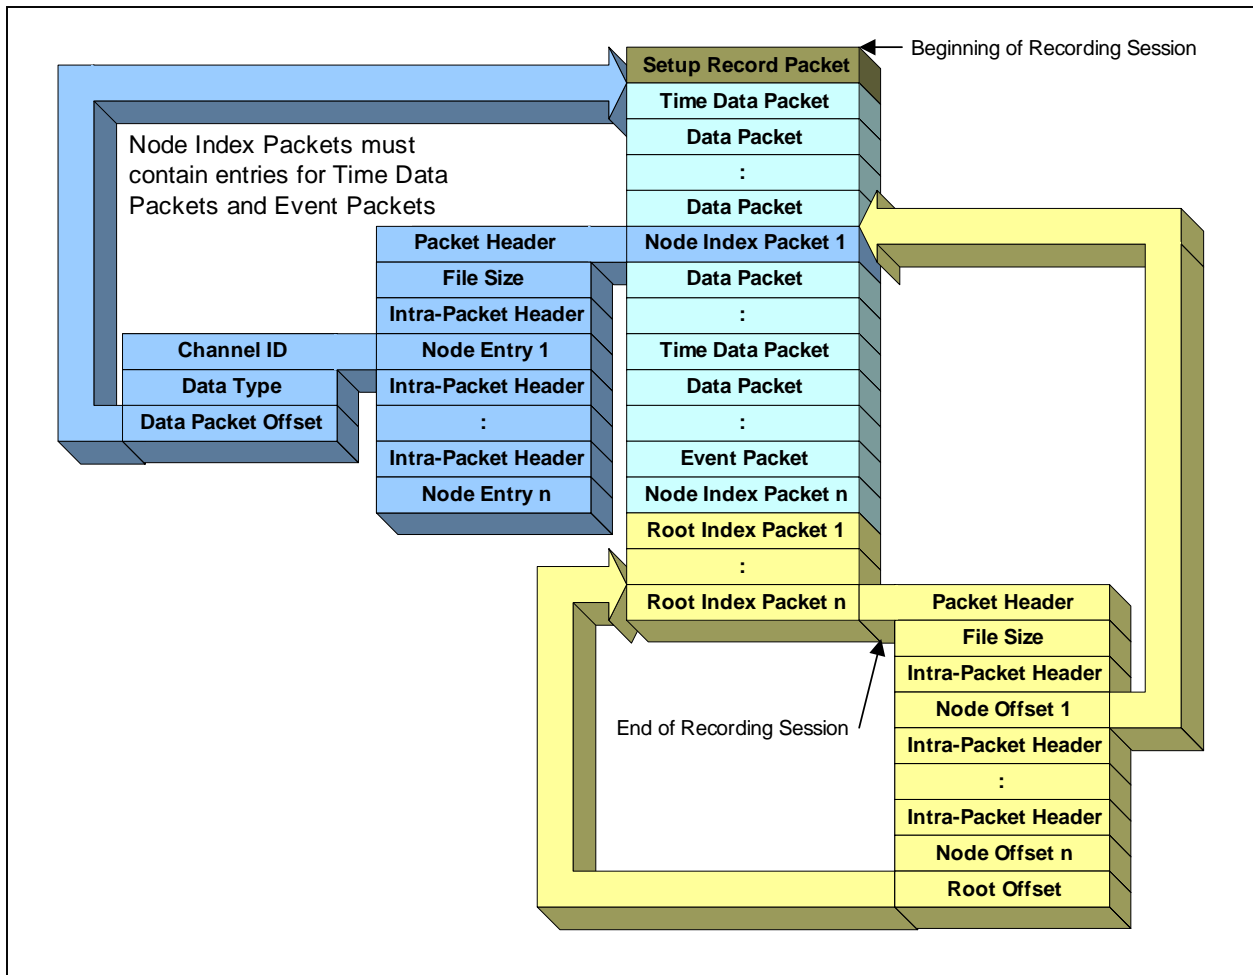 Beginning of Recording Session
Setup Record Packet
Time Data Packet
Data Packet
:
Data Packet
Node Index Packet 1
Data Packet
:
Time Data Packet
Data Packet
:
Event Packet
Node Index Packet n
Root Index Packet 1
:
Root Index Packet n
Node Index Packets must
contain entries for Time Data
Packets and Event Packets
Packet Header
File Size
Intra-Packet Header
Node Entry 1
Intra-Packet Header
:
Intra-Packet Header
Node Entry n
Channel ID
Data Type
Data Packet Offset
Packet Header
File Size
Intra-Packet Header
Node Offset 1
Intra-Packet Header
:
Intra-Packet Header
Node Offset n
Root Offset
End of Recording Session